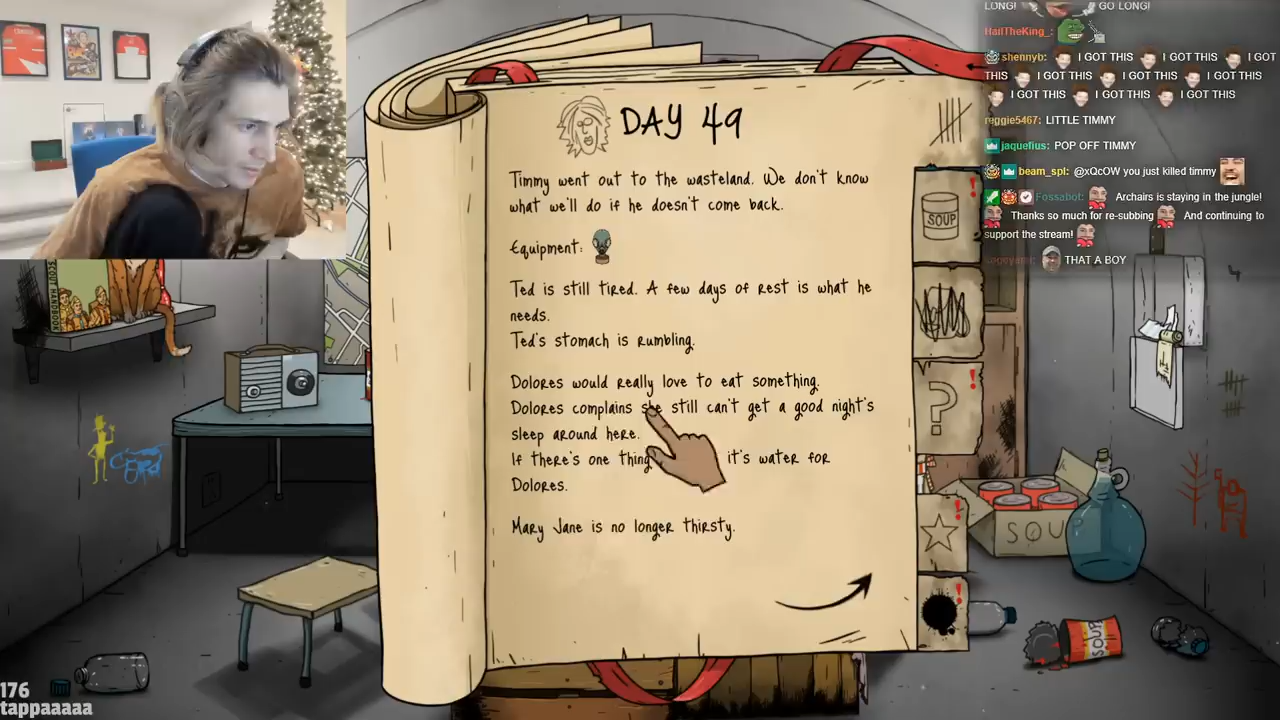 LONG! GO LONG!
HailTheKing_:
shennyb: I GOT THIS I GOT THIS I GOT
THIS I GOT THIS I GOT THIS I GOT THIS
I GOT THIS I GOT THIS I GOT THIS
reggie5467: LITTLE TIMMY
jaquefius: POP OFF TIMMY
beam_spl: @xQcOW you just killed timmy
Fossabot: Archairs is staying in the jungle!
Thanks so much for re-subbing And continuing to
support the stream!
THAT A BOY
DAY 49
Timmy went out to the wasteland. We don't know
what we'll do if he doesn't come back.
Equipment:
Ted is still tired. A few days of rest is what he
needs.
Ted's stomach is rumbling.
Dolores would really love to eat something.
Dolores complains she still can't get a good night's
sleep around here.
If there's one thing it's water for
Dolores.
Mary Jane is no longer thirsty.
SOUP
!
?
!
!
!
SCOUT HANDBOOK
SOU
SOUP
176
tappaaaaa